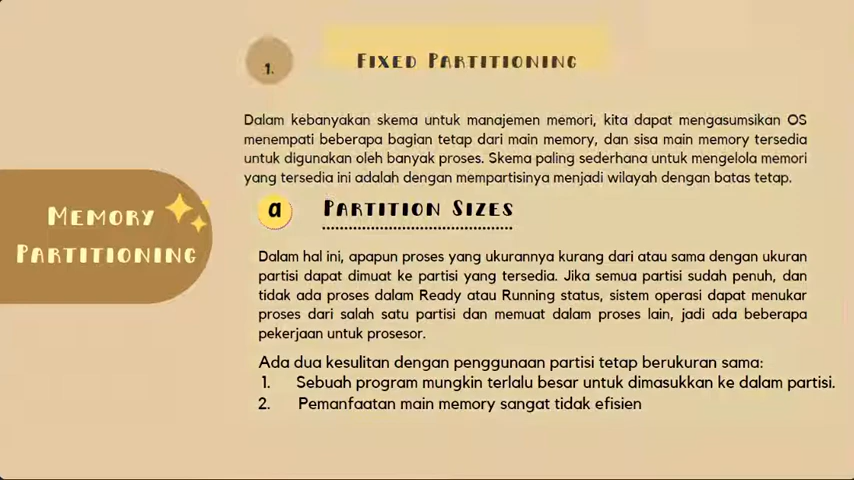 1.
Fixed Partitioning
Dalam kebanyakan skema untuk manajemen memori, kita dapat mengasumsikan OS
menempati beberapa bagian tetap dari main memory, dan sisa main memory tersedia
untuk digunakan oleh banyak proses. Skema paling sederhana untuk mengelola memori
yang tersedia ini adalah dengan mempartisinya menjadi wilayah dengan batas tetap.
Memory
Partitioning
a
Partition Sizes
Dalam hal ini, apapun proses yang ukurannya kurang dari atau sama dengan ukuran
partisi dapat dimuat ke partisi yang tersedia. Jika semua partisi sudah penuh, dan
tidak ada proses dalam Ready atau Running status, sistem operasi dapat menukar
proses dari salah satu partisi dan memuat dalam proses lain, jadi ada beberapa
pekerjaan untuk prosesor.
Ada dua kesulitan dengan penggunaan partisi tetap berukuran sama:
1. Sebuah program mungkin terlalu besar untuk dimasukkan ke dalam partisi.
2. Pemanfaatan main memory sangat tidak efisien